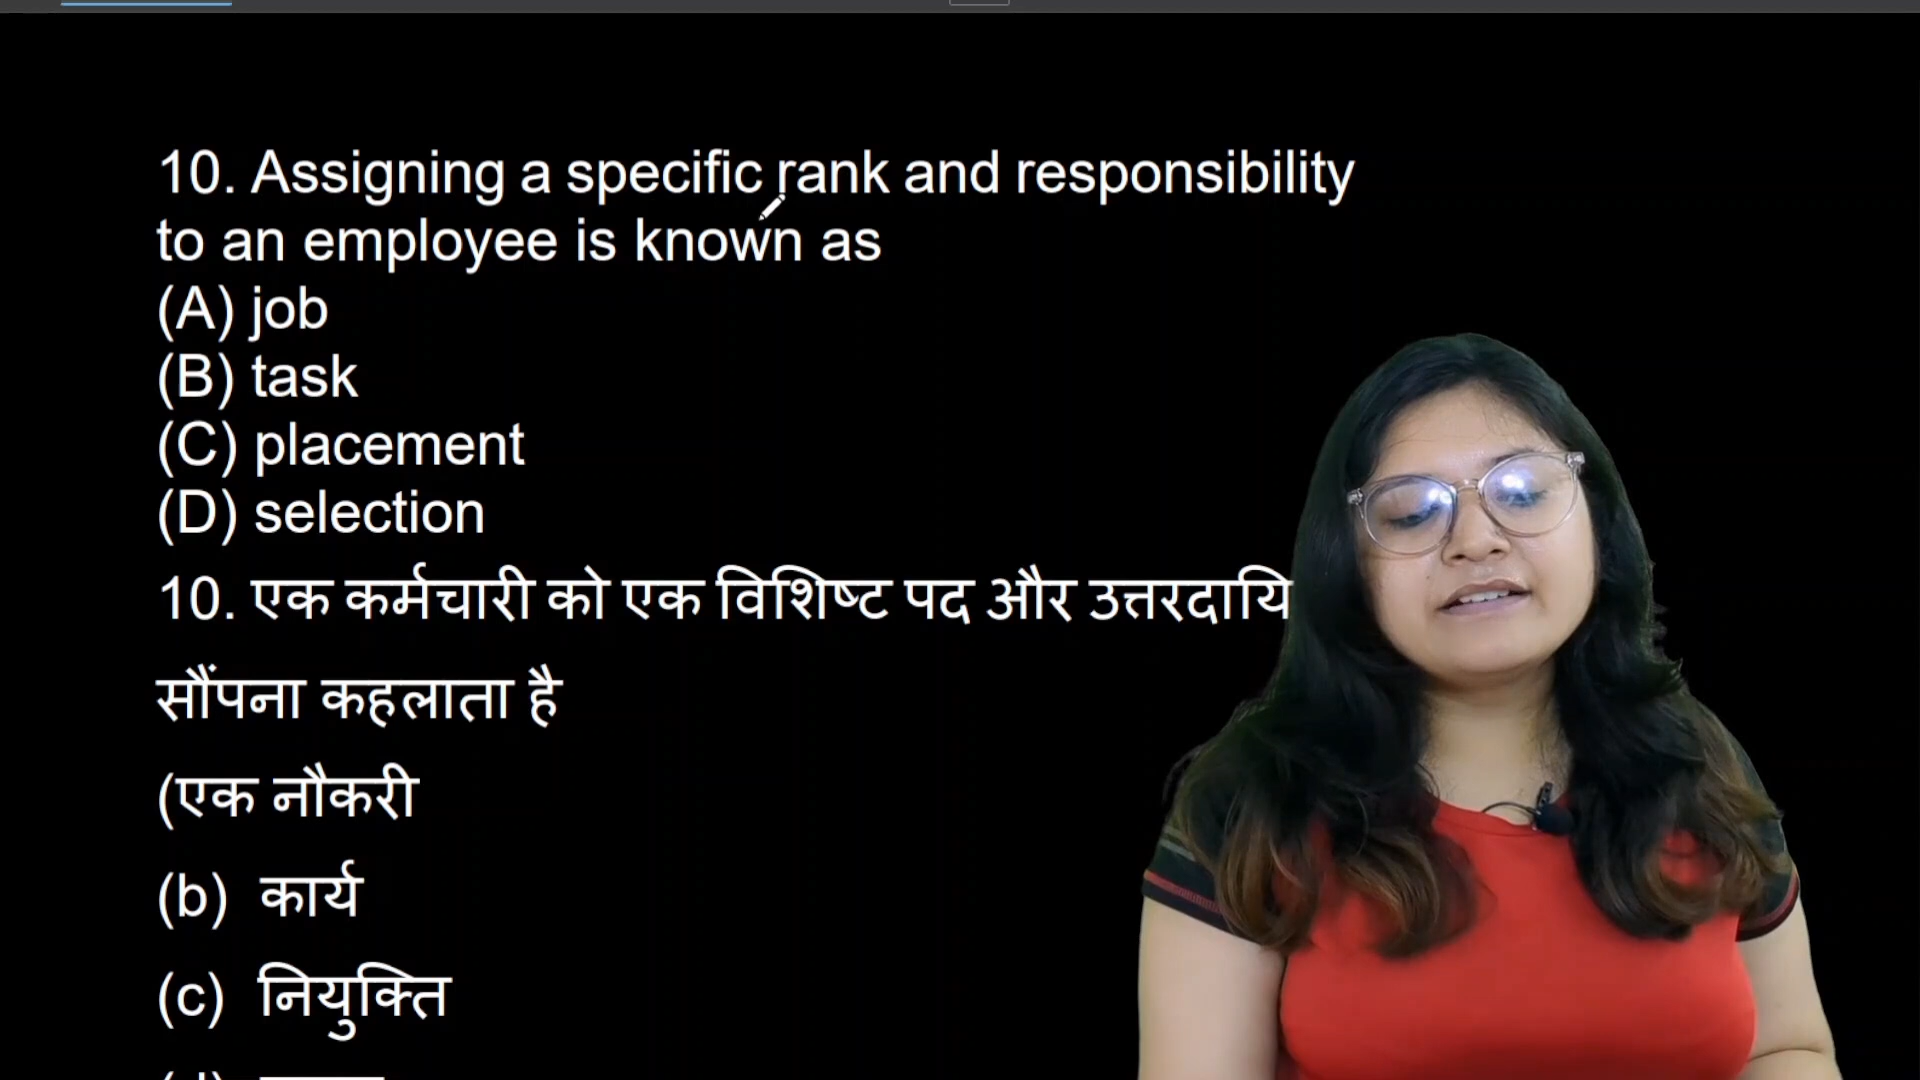 10. Assigning a specific rank and responsibility
to an employee is known as
(A) job
(B) task
(C) placement
(D) selection
10. एक कर्मचारी को एक विशिष्ट पद और उत्तरदायि
सौंपना कहलाता है
(एक नौकरी
(b) कार्य
(c) नियुक्ति